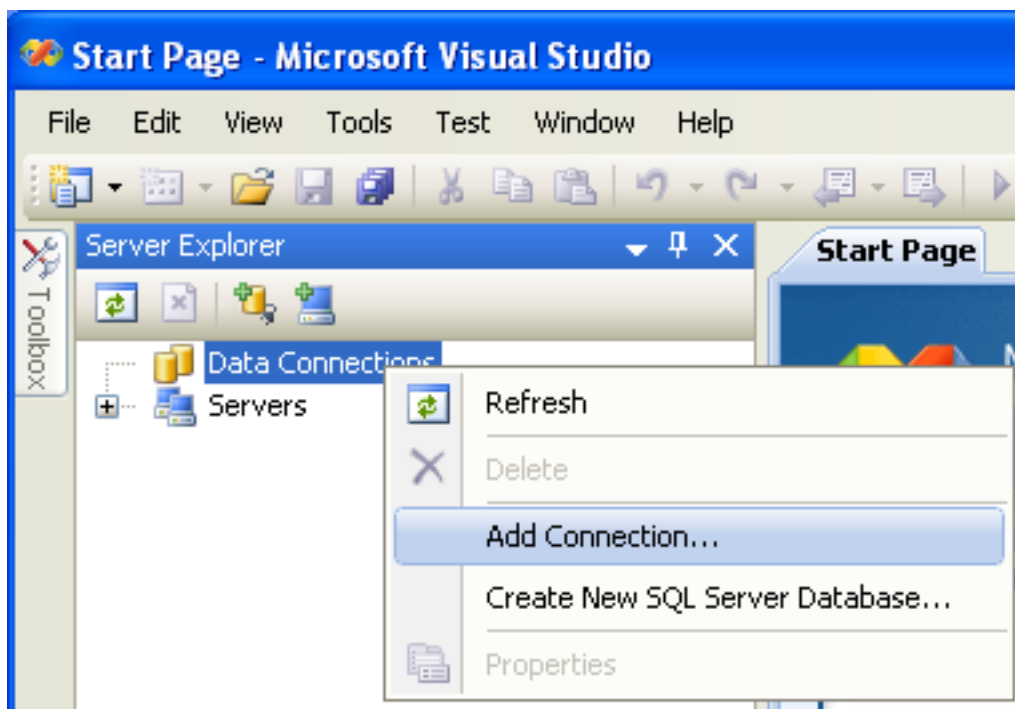 Start Page - Microsoft Visual Studio
File Edit View Tools Test Window Help
Server Explorer
Start Page
Toolbox
Data Connections
Servers
Refresh
Delete
Add Connection...
Create New SQL Server Database...
Properties